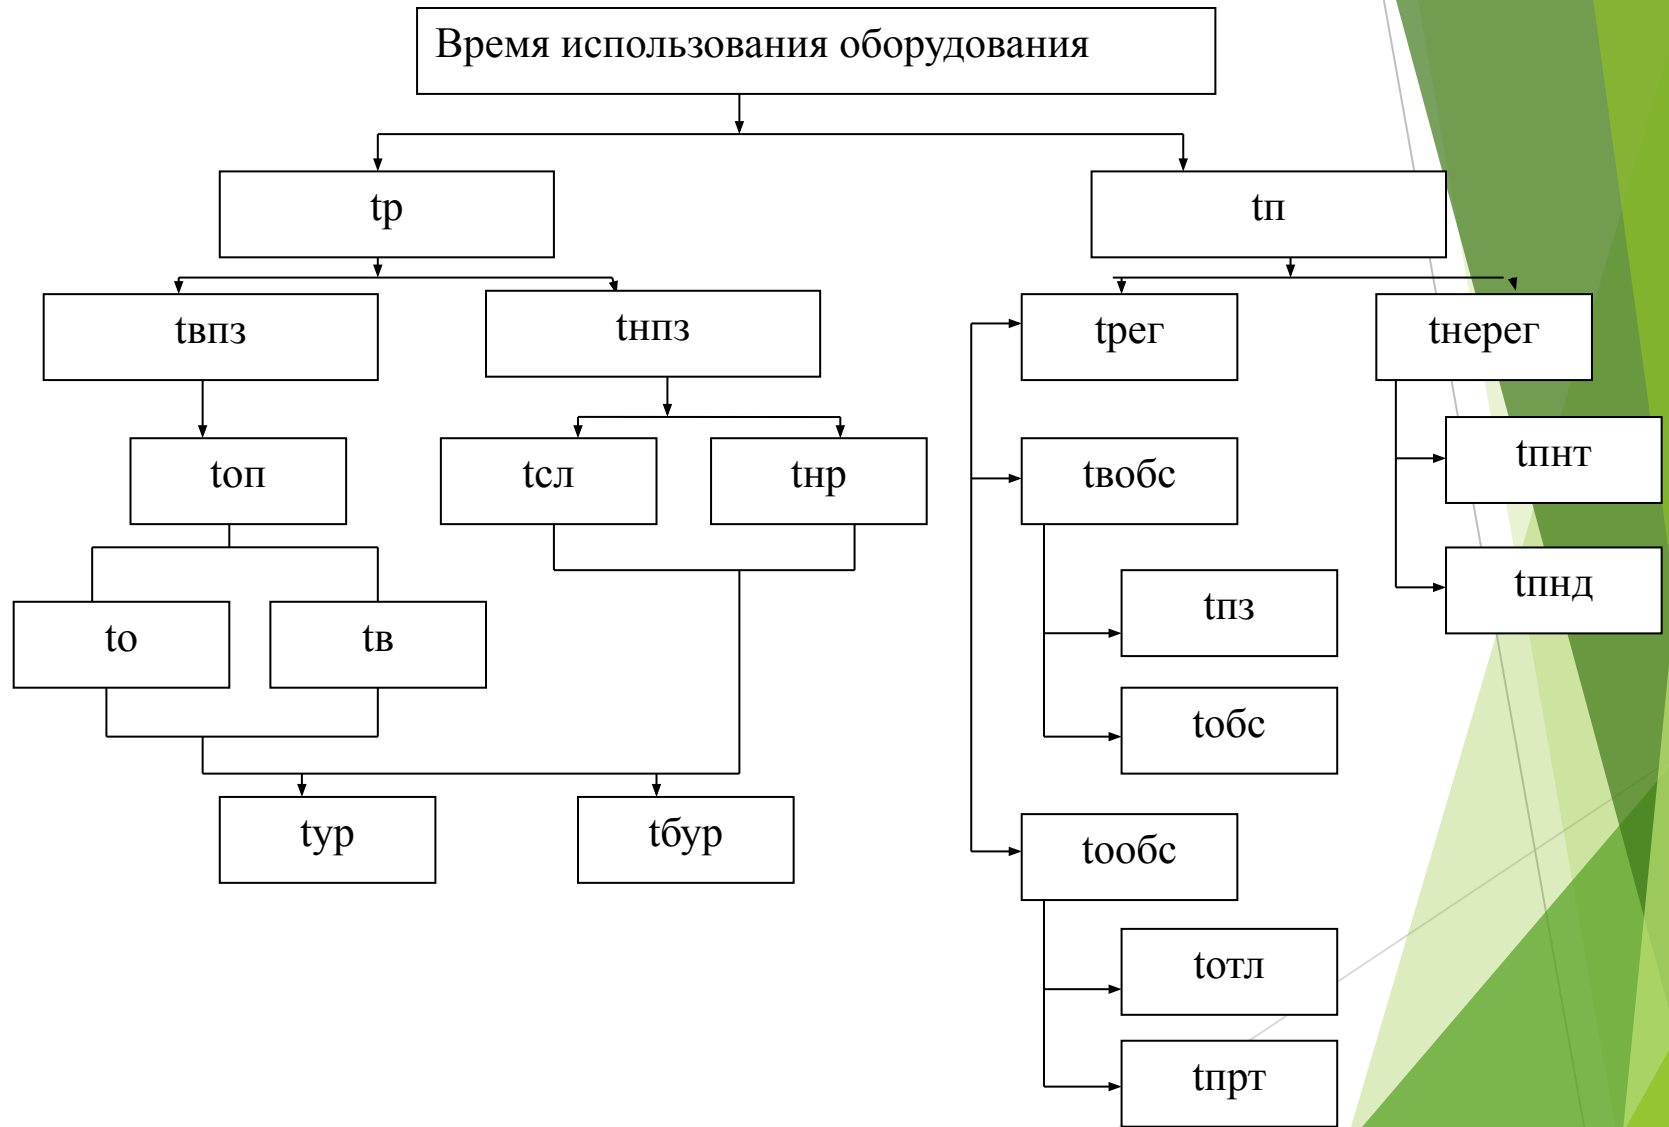 Время использования оборудования
tр
tп
tвпз
tнпз
tрег
tнерег
tоп
tсл
tнр
tвобс
tпнт
tо
tв
tпз
tпнд
tобс
tур
tбур
tообс
tотл
tпрт